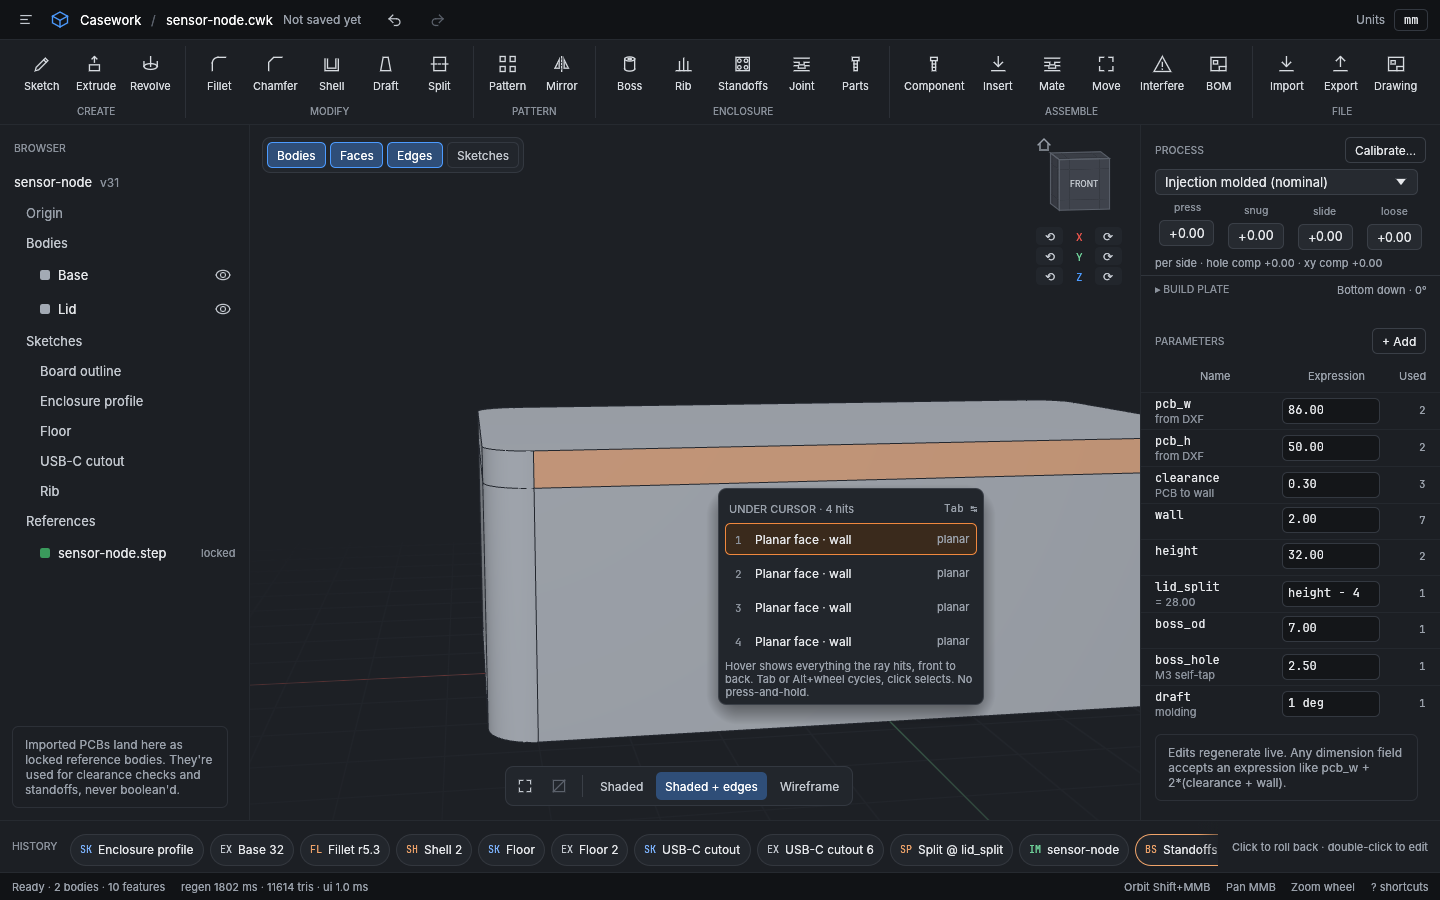 Casework / sensor-node.cwk Not saved yet
Units mm
Sketch Extrude Revolve
CREATE
Fillet Chamfer Shell Draft Split
MODIFY
Pattern Mirror
PATTERN
Boss Rib Standoffs Joint Parts
ENCLOSURE
Component Insert Mate Move Interfere BOM
ASSEMBLE
Import Export Drawing
FILE
BROWSER
sensor-node v31
Origin
Bodies
Base
Lid
Sketches
Board outline
Enclosure profile
Floor
USB-C cutout
Rib
References
sensor-node.step locked
Imported PCBs land here as
locked reference bodies. They're
used for clearance checks and
standoffs, never boolean'd.
Bodies Faces Edges Sketches
FRONT
X
Y
Z
UNDER CURSOR · 4 hits Tab ↹
1 Planar face · wall planar
2 Planar face · wall planar
3 Planar face · wall planar
4 Planar face · wall planar
Hover shows everything the ray hits, front to
back. Tab or Alt+wheel cycles, click selects. No
press-and-hold.
Shaded Shaded + edges Wireframe
PROCESS Calibrate...
Injection molded (nominal)
press snug slide loose
+0.00 +0.00 +0.00 +0.00
per side · hole comp +0.00 · xy comp +0.00
▸ BUILD PLATE Bottom down · 0°
PARAMETERS + Add
Name Expression Used
pcb_w 86.00 2
from DXF
pcb_h 50.00 2
from DXF
clearance 0.30 3
PCB to wall
wall 2.00 7
height 32.00 2
lid_split height - 4 1
= 28.00
boss_od 7.00 1
boss_hole 2.50 1
M3 self-tap
draft 1 deg 1
molding
Edits regenerate live. Any dimension field
accepts an expression like pcb_w +
2*(clearance + wall).
HISTORY SK Enclosure profile EX Base 32 FL Fillet r5.3 SH Shell 2 SK Floor EX Floor 2 SK USB-C cutout EX USB-C cutout 6 SP Split @ lid_split IM sensor-node BS Standoffs Click to roll back · double-click to edit
Ready · 2 bodies · 10 features regen 1802 ms · 11614 tris · ui 1.0 ms
Orbit Shift+MMB Pan MMB Zoom wheel ? shortcuts